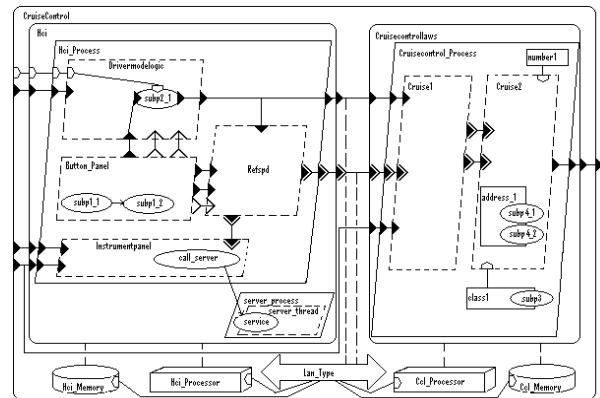 CruiseControl
Hci
Cruisecontrollaws
Hci_Process
Cruisecontrol_Process
number1
Drivermodelogic
subp2_1
Cruise1
Cruise2
Button_Panel
Refspd
subp1_1
subp1_2
address_1
subp4_1
subp4_2
Instrumentpanel
call_server
server_process
server_thread
service
class1
subp3
Lan_Type
Hci_Memory
Hci_Processor
Ccl_Processor
Ccl_Memory